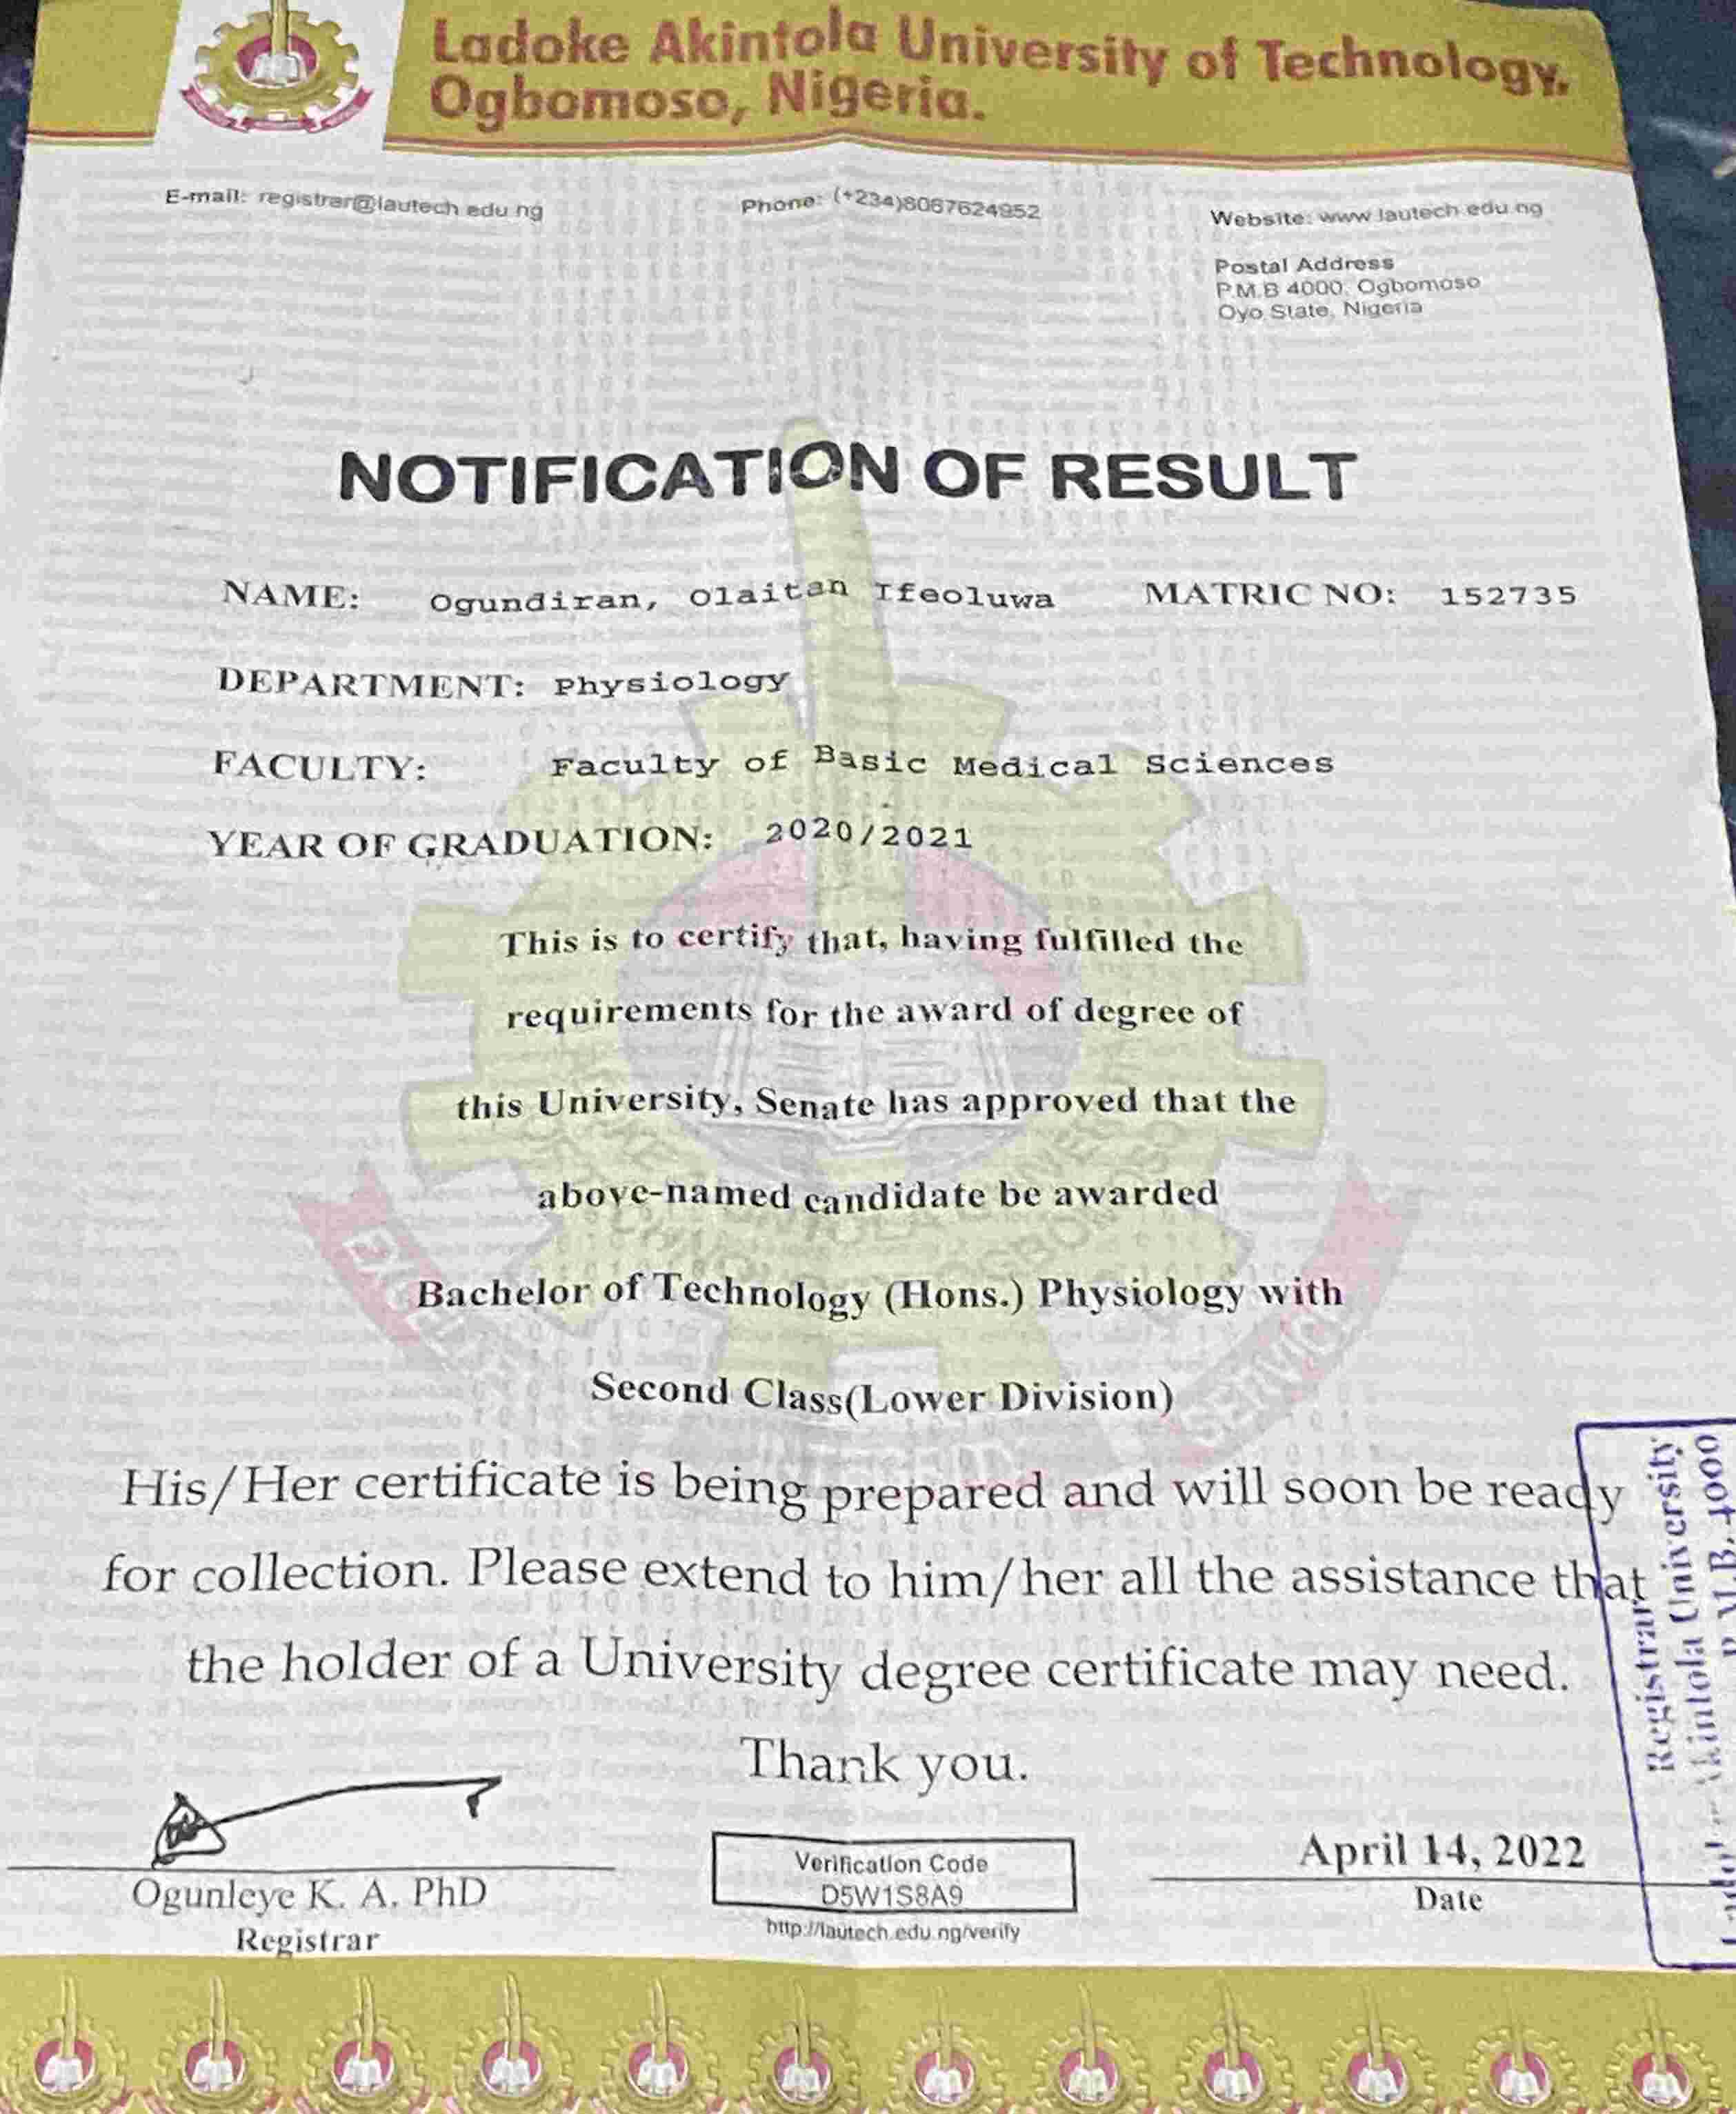 Ladoke Akintola University of Technology,
Ogbomoso, Nigeria.
E-mail: registrar@lautech.edu.ng
Phone: (+234)8067624952
Website: www.lautech.edu.ng
Postal Address
P.M.B 4000, Ogbomoso
Oyo State, Nigeria
NOTIFICATION OF RESULT
NAME: Ogundiran, Olaitan Ifeoluwa MATRIC NO: 152735
DEPARTMENT: Physiology
FACULTY: Faculty of Basic Medical Sciences
YEAR OF GRADUATION: 2020/2021
This is to certify that, having fulfilled the
requirements for the award of degree of
this University, Senate has approved that the
above-named candidate be awarded
Bachelor of Technology (Hons.) Physiology with
Second Class(Lower Division)
His/Her certificate is being prepared and will soon be ready
for collection. Please extend to him/her all the assistance that
the holder of a University degree certificate may need.
Thank you.
Ogunleye K. A. PhD
Registrar
Verification Code
D5W1S8A9
http://lautech.edu.ng/verify
April 14, 2022
Date
Registrar
Akintola University
P.M.B. 4000